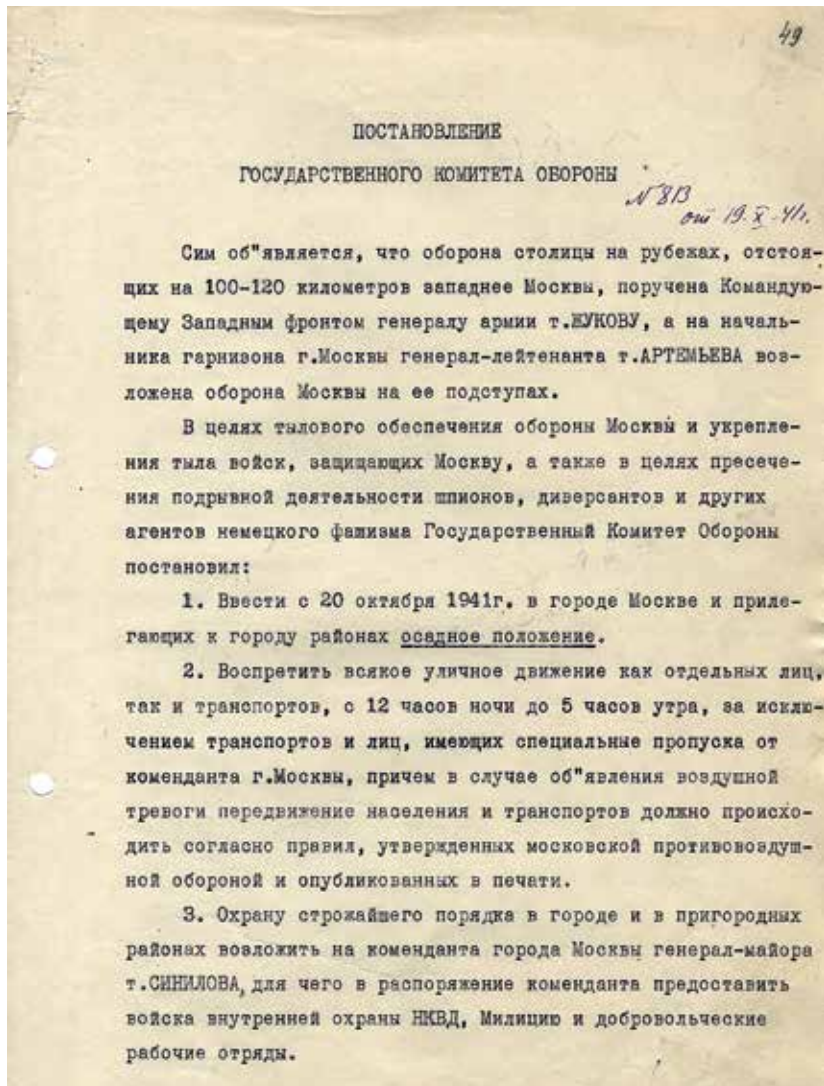 49
ПОСТАНОВЛЕНИЕ
ГОСУДАРСТВЕННОГО КОМИТЕТА ОБОРОНЫ
№ 813
от 19.X.41г.
Сим об"является, что оборона столицы на рубежах, отстоя-
щих на 100-120 километров западнее Москвы, поручена Командую-
щему Западным фронтом генералу армии т.ЖУКОВУ, а на началь-
ника гарнизона г.Москвы генерал-лейтенанта т.АРТЕМЬЕВА воз-
ложена оборона Москвы на ее подступах.
В целях тылового обеспечения обороны Москвы и укрепле-
ния тыла войск, защищающих Москву, а также в целях пресече-
ния подрывной деятельности шпионов, диверсантов и других
агентов немецкого фашизма Государственный Комитет Обороны
постановил:
1. Ввести с 20 октября 1941г. в городе Москве и приле-
гающих к городу районах осадное положение.
2. Воспретить всякое уличное движение как отдельных лиц,
так и транспортов, с 12 часов ночи до 5 часов утра, за исклю-
чением транспортов и лиц, имеющих специальные пропуска от
коменданта г.Москвы, причем в случае об"явления воздушной
тревоги передвижение населения и транспортов должно происхо-
дить согласно правил, утвержденных московской противовоздуш-
ной обороной и опубликованных в печати.
3. Охрану строжайшего порядка в городе и в пригородных
районах возложить на коменданта города Москвы генерал-майора
т.СИНИЛОВА, для чего в распоряжение коменданта предоставить
войска внутренней охраны НКВД, Милицию и добровольческие
рабочие отряды.